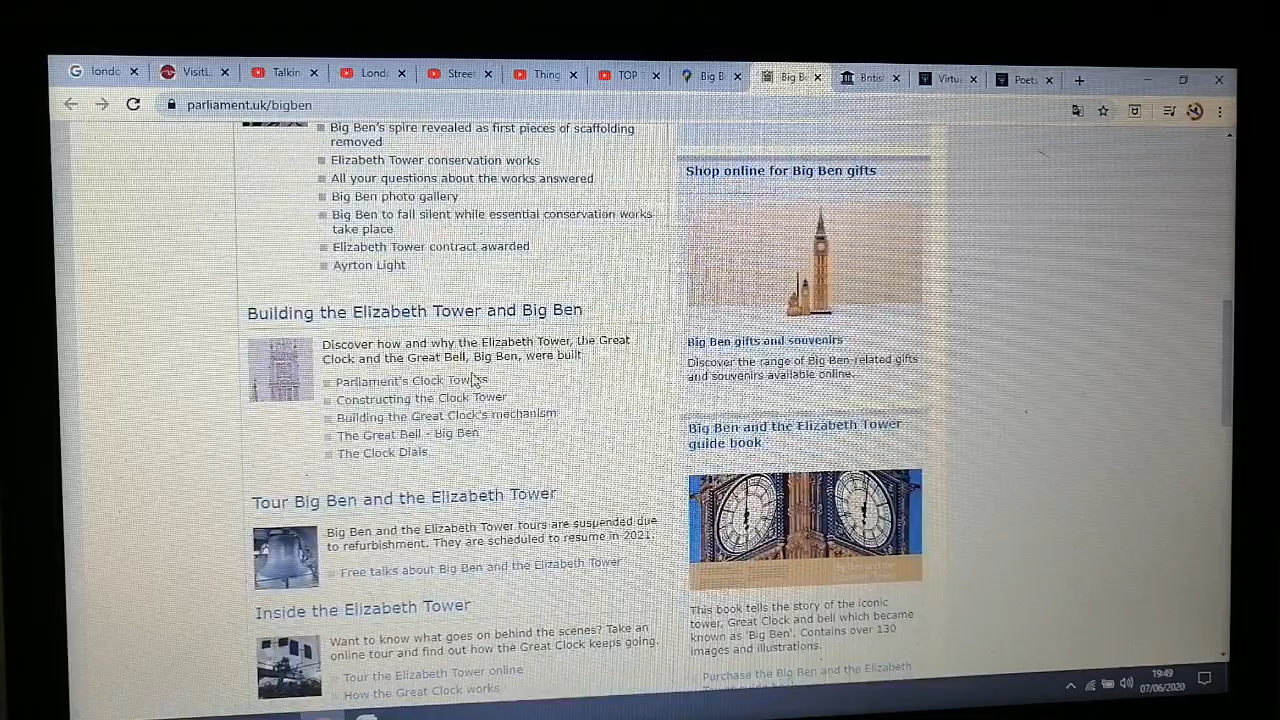 londo
VisitL
Talkin
Lond
Stree
Thing
TOP
Big B
Big Be
British
Virtu
Poets
parliament.uk/bigben
Big Ben's spire revealed as first pieces of scaffolding
removed
Elizabeth Tower conservation works
All your questions about the works answered
Big Ben photo gallery
Big Ben to fall silent while essential conservation works
take place
Elizabeth Tower contract awarded
Ayrton Light
Building the Elizabeth Tower and Big Ben
Discover how and why the Elizabeth Tower, the Great
Clock and the Great Bell, Big Ben, were built
Parliament's Clock Towers
Constructing the Clock Tower
Building the Great Clock's mechanism
The Great Bell - Big Ben
The Clock Dials
Tour Big Ben and the Elizabeth Tower
Big Ben and the Elizabeth Tower tours are suspended due
to refurbishment. They are scheduled to resume in 2021.
Free talks about Big Ben and the Elizabeth Tower
Inside the Elizabeth Tower
Want to know what goes on behind the scenes? Take an
online tour and find out how the Great Clock keeps going.
Tour the Elizabeth Tower online
How the Great Clock works
Shop online for Big Ben gifts
Big Ben gifts and souvenirs
Discover the range of Big Ben-related gifts
and souvenirs available online.
Big Ben and the Elizabeth Tower
guide book
Big Ben and the
This book tells the story of the iconic
tower, Great Clock and bell which became
known as 'Big Ben'. Contains over 130
images and illustrations.
Purchase the Big Ben and the Elizabeth
19:49
07/06/2020